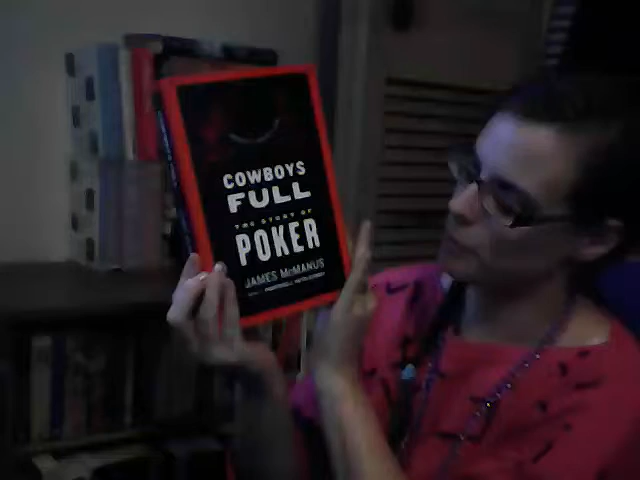 COWBOYS
FULL
THE STORY OF
POKER
JAMES McMANUS